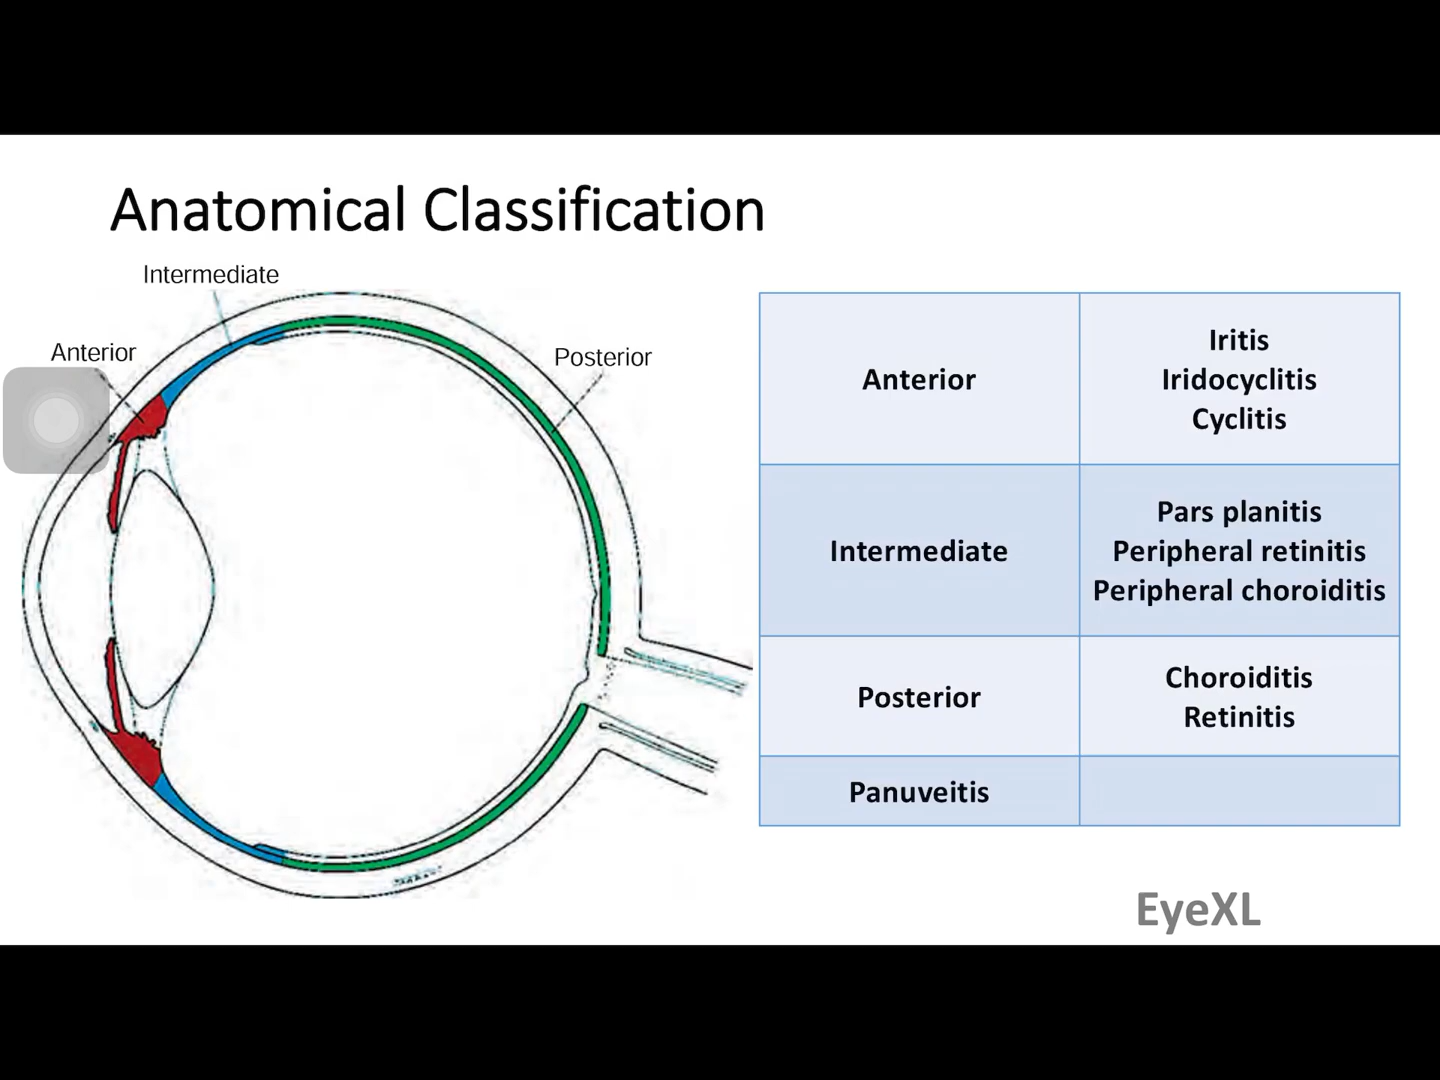 Anatomical Classification
Intermediate
Anterior
Posterior
Anterior
Iritis
Iridocyclitis
Cyclitis
Intermediate
Pars planitis
Peripheral retinitis
Peripheral choroiditis
Posterior
Choroiditis
Retinitis
Panuveitis
EyeXL